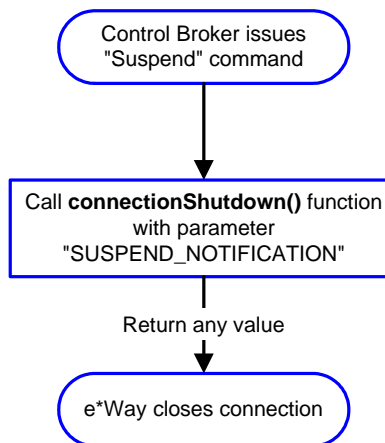 Control Broker issues
"Suspend" command
Call connectionShutdown() function
with parameter
"SUSPEND_NOTIFICATION"
Return any value
e*Way closes connection